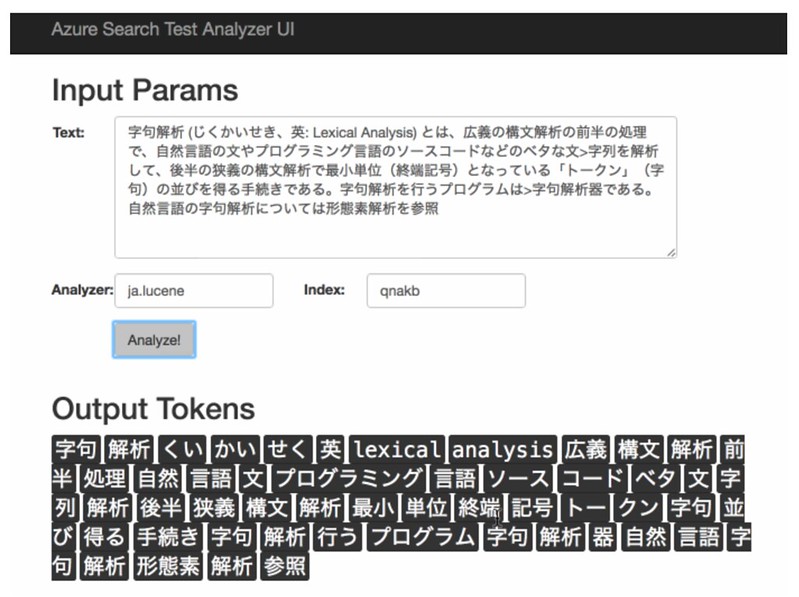 Azure Search Test Analyzer UI
Input Params
Text:
字句解析 (じくかいせき、英: Lexical Analysis) とは、広義の構文解析の前半の処理
で、自然言語の文やプログラミング言語のソースコードなどのベタな文>字列を解析
して、後半の狭義の構文解析で最小単位（終端記号）となっている「トークン」（字
句）の並びを得る手続きである。字句解析を行うプログラムは>字句解析器である。
自然言語の字句解析については形態素解析を参照
Analyzer: ja.lucene Index: qnakb
Analyze!
Output Tokens
字句 解析 くい かい せく 英 lexical analysis 広義 構文 解析 前
半 処理 自然 言語 文 プログラミング 言語 ソース コード ベタ 文 字
列 解析 後半 狭義 構文 解析 最小 単位 終端 記号 トー クン 字句 並
び 得る 手続き 字句 解析 行う プログラム 字句 解析 器 自然 言語 字
句 解析 形態素 解析 参照